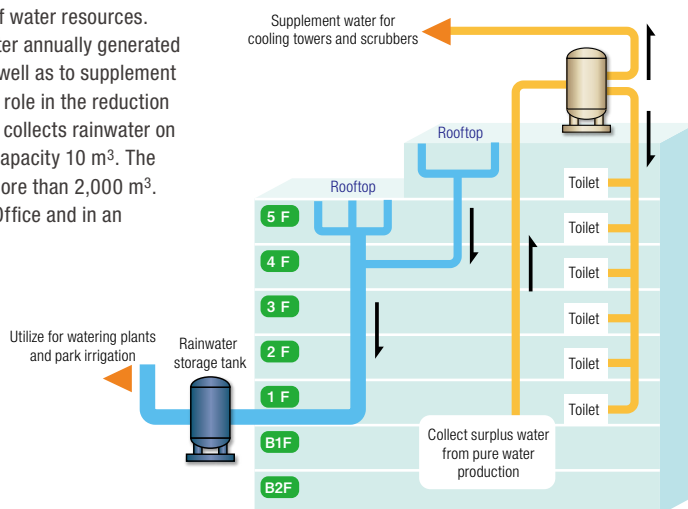 f water resources.
ter annually generated
well as to supplement
role in the reduction
collects rainwater on
apacity 10 m³. The
ore than 2,000 m³.
Office and in an
Supplement water for
cooling towers and scrubbers
Rooftop
Rooftop
5 F
4 F
3 F
2 F
1 F
B1F
B2F
Toilet
Toilet
Toilet
Toilet
Toilet
Toilet
Utilize for watering plants
and park irrigation
Rainwater
storage tank
Collect surplus water
from pure water
production